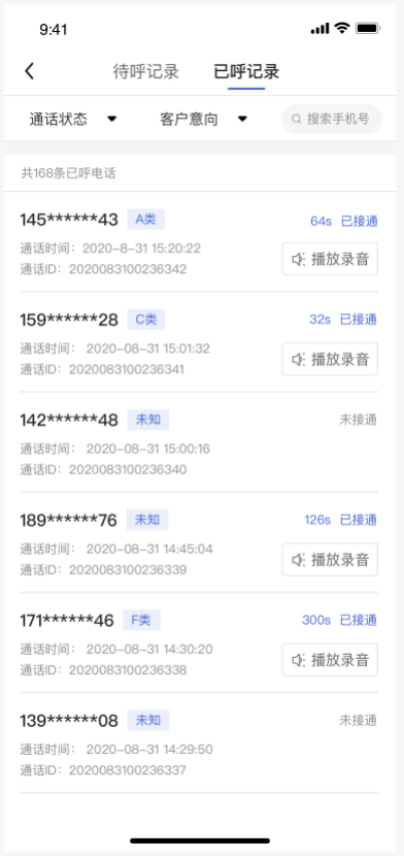 9:41
待呼记录 已呼记录
通话状态 客户意向 搜索手机号
共168条已呼电话
145******43 A类 64s 已接通
通话时间：2020-8-31 15:20:22
通话ID：2020083100236342 播放录音
159******28 C类 32s 已接通
通话时间： 2020-08-31 15:01:32
通话ID：2020083100236341 播放录音
142******48 未知 未接通
通话时间： 2020-08-31 15:00:16
通话ID：2020083100236340
189******76 未知 126s 已接通
通话时间： 2020-08-31 14:45:04
通话ID：2020083100236339 播放录音
171******46 F类 300s 已接通
通话时间： 2020-08-31 14:30:20
通话ID：2020083100236338 播放录音
139******08 未知 未接通
通话时间： 2020-08-31 14:29:50
通话ID：2020083100236337